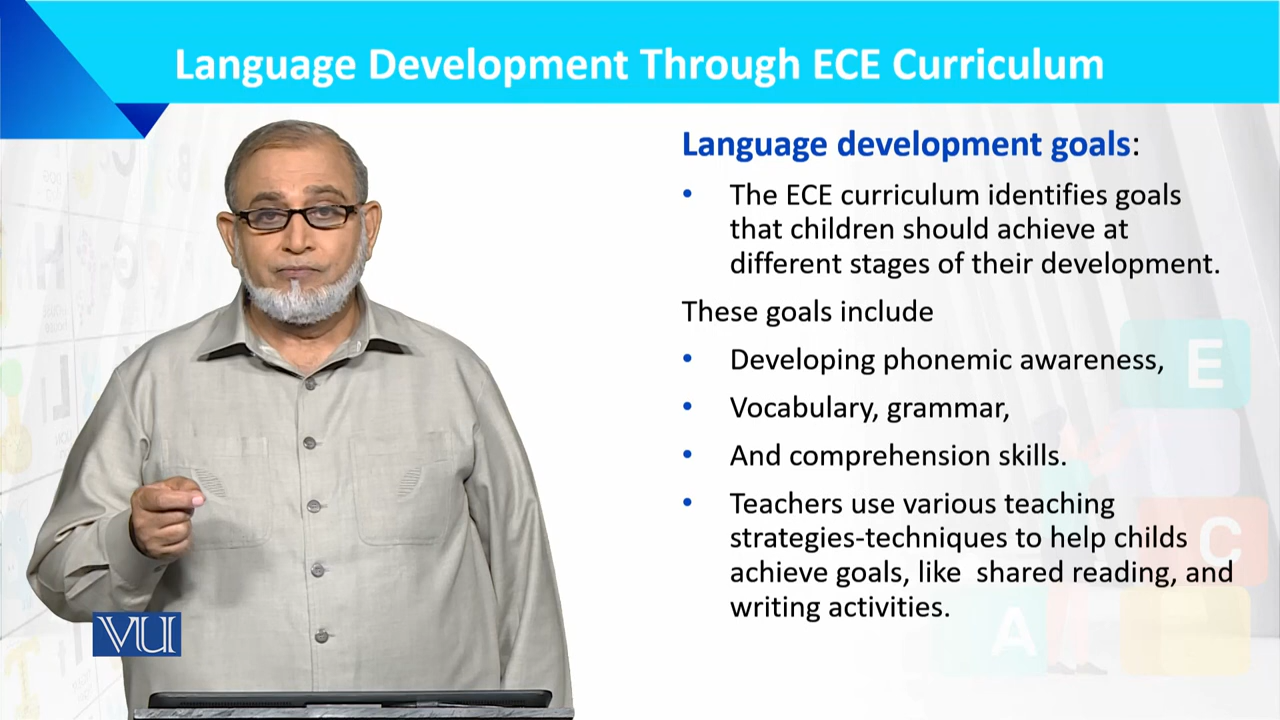 Language Development Through ECE Curriculum
Language development goals:
• The ECE curriculum identifies goals
that children should achieve at
different stages of their development.
These goals include
• Developing phonemic awareness,
• Vocabulary, grammar,
• And comprehension skills.
• Teachers use various teaching
strategies-techniques to help childs
achieve goals, like  shared reading, and
writing activities.
VU
E
C
A